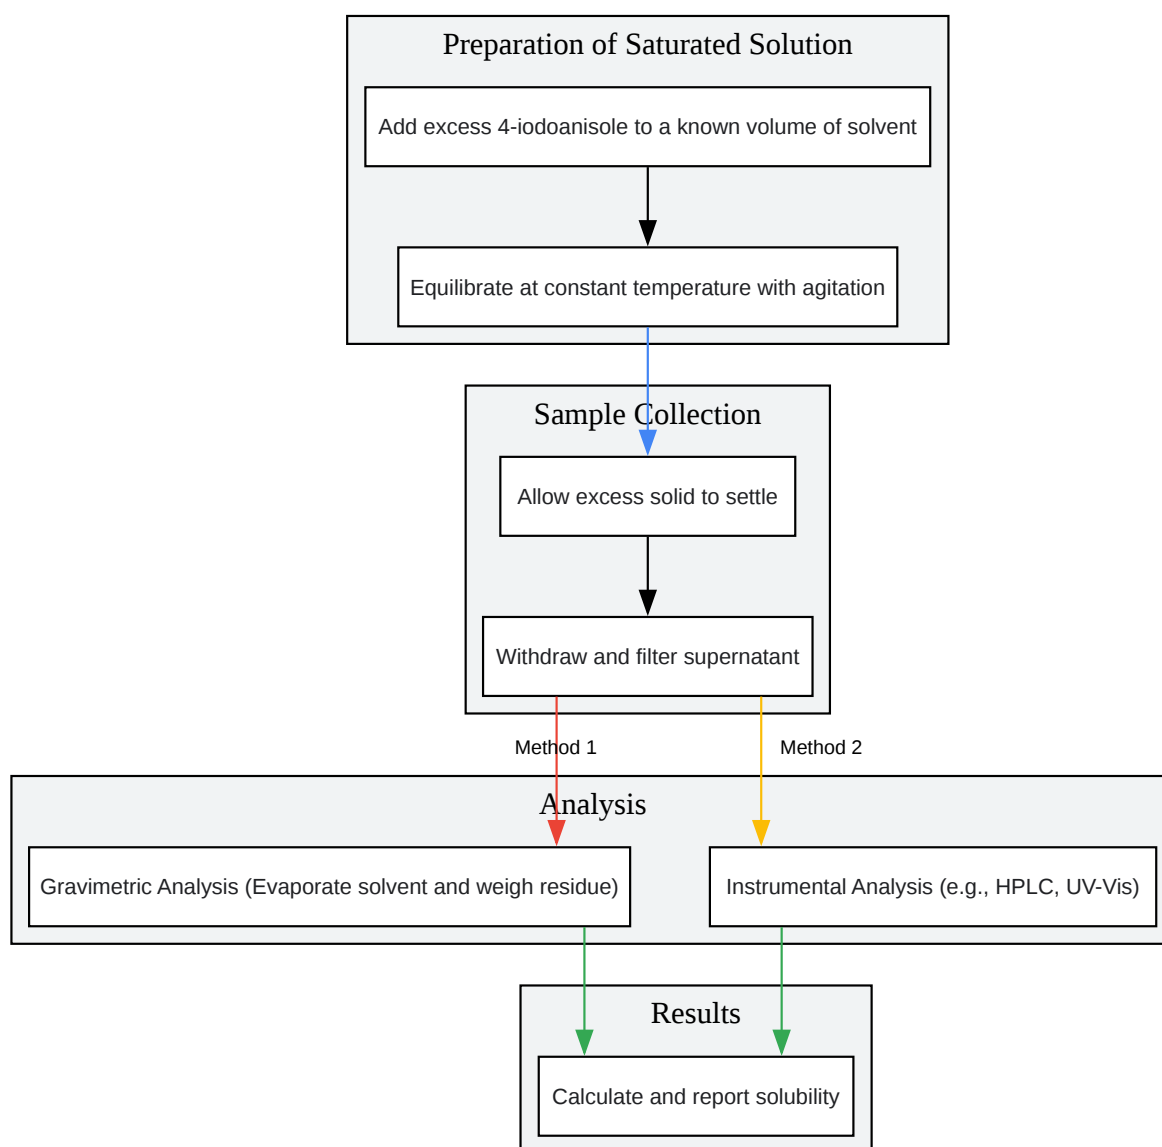 Preparation of Saturated Solution
Add excess 4-iodoanisole to a known volume of solvent
Equilibrate at constant temperature with agitation
Sample Collection
Allow excess solid to settle
Withdraw and filter supernatant
Method 1
Method 2
Analysis
Gravimetric Analysis (Evaporate solvent and weigh residue)
Instrumental Analysis (e.g., HPLC, UV-Vis)
Results
Calculate and report solubility